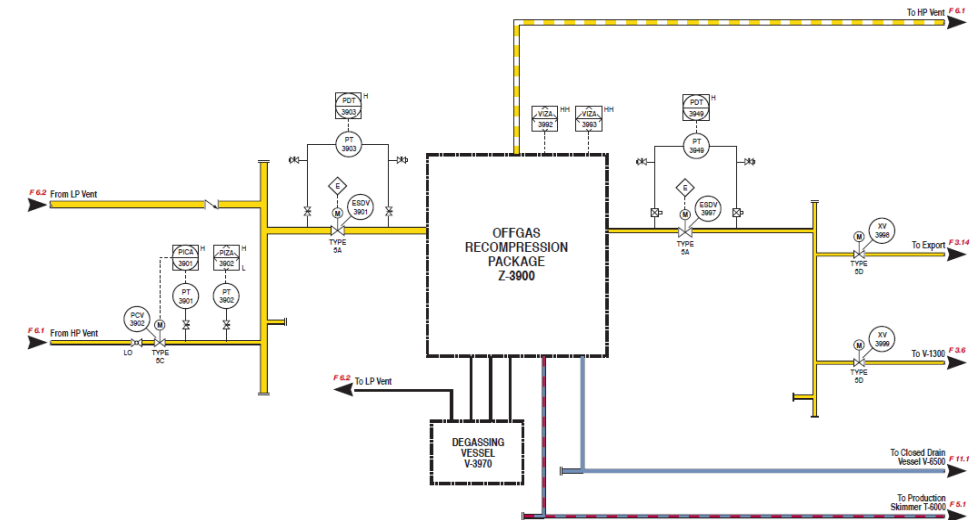 To HP Vent F 6.1
PDT H
3903
PT
3903
VIZA HH
3992
VIZA HH
3993
PDT H
3949
PT
3949
F 6.2 From LP Vent
E
ESDV
3901
M
TYPE
5A
OFFGAS
RECOMPRESSION
PACKAGE
Z-3900
E
ESDV
3997
M
TYPE
5A
XV
3998
M
TYPE
5D
To Export F 3.14
PICA H
3901
PIZA H
3902 L
PT
3901
PT
3902
PCV
3902
M
F 6.1 From HP Vent
LO
TYPE
5C
XV
3999
M
TYPE
5D
To V-1300 F 3.6
F 6.2 To LP Vent
DEGASSING
VESSEL
V-3970
To Closed Drain
Vessel V-6500 F 11.1
To Production
Skimmer T-6000 F 5.1